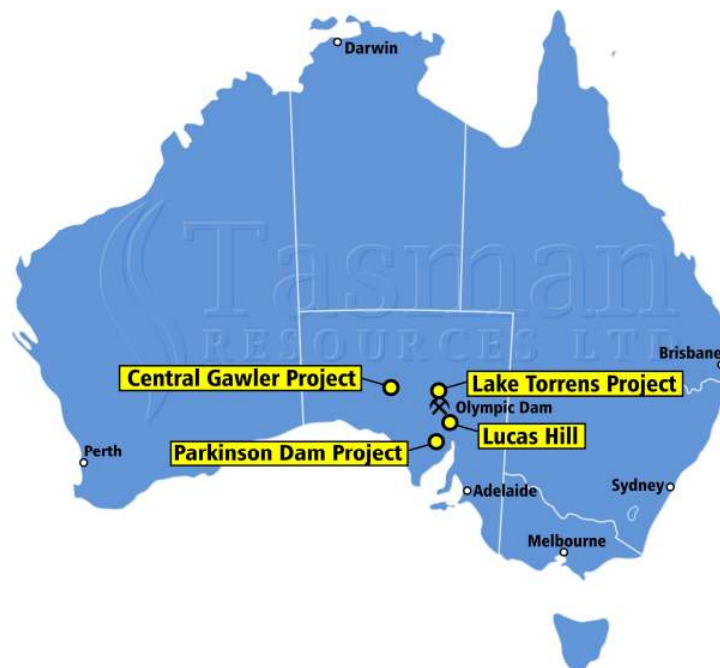 Darwin
Tasman
RESOURCES LTD
Brisbane
Central Gawler Project
Lake Torrens Project
Olympic Dam
Lucas Hill
Parkinson Dam Project
Perth
Adelaide
Sydney
Melbourne